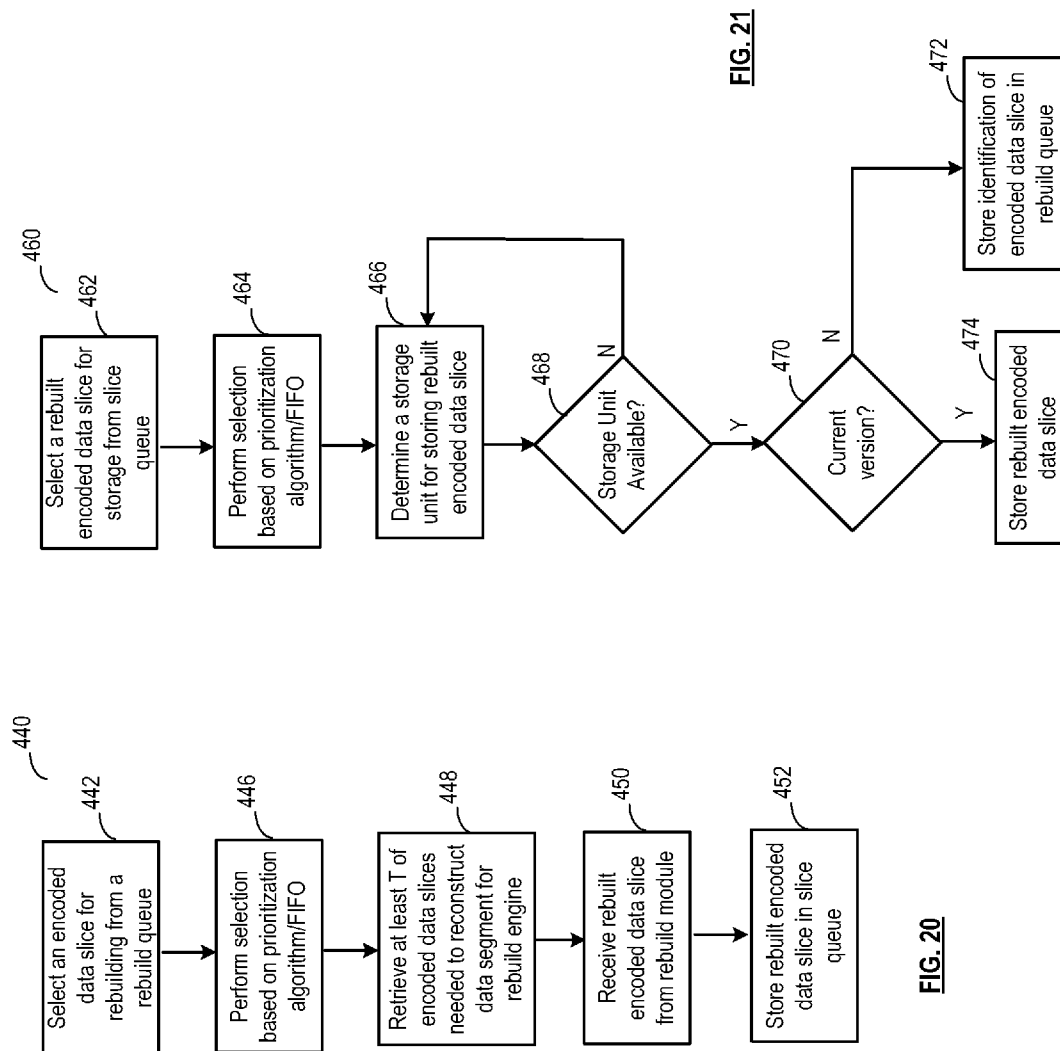 440
442
Select an encoded
data slice for
rebuilding from a
rebuild queue
446
Perform selection
based on prioritization
algorithm/FIFO
448
Retrieve at least T of
encoded data slices
needed to reconstruct
data segment for
rebuild engine
450
Receive rebuilt
encoded data slice
from rebuild module
452
Store rebuilt encoded
data slice in slice
queue
FIG. 20
460
462
Select a rebuilt
encoded data slice for
storage from slice
queue
464
Perform selection
based on prioritization
algorithm/FIFO
466
Determine a storage
unit for storing rebuilt
encoded data slice
468
Storage Unit
Available?
N
Y
470
Current
version?
N
Y
472
Store identification of
encoded data slice in
rebuild queue
474
Store rebuilt encoded
data slice
FIG. 21